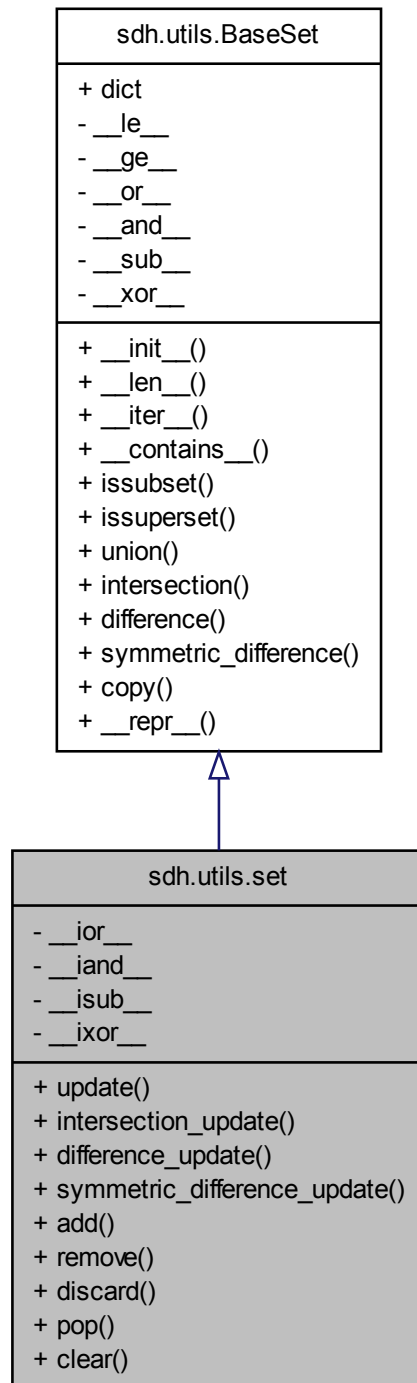 sdh.utils.BaseSet
+ dict
- __le__
- __ge__
- __or__
- __and__
- __sub__
- __xor__
+ __init__()
+ __len__()
+ __iter__()
+ __contains__()
+ issubset()
+ issuperset()
+ union()
+ intersection()
+ difference()
+ symmetric_difference()
+ copy()
+ __repr__()
sdh.utils.set
- __ior__
- __iand__
- __isub__
- __ixor__
+ update()
+ intersection_update()
+ difference_update()
+ symmetric_difference_update()
+ add()
+ remove()
+ discard()
+ pop()
+ clear()